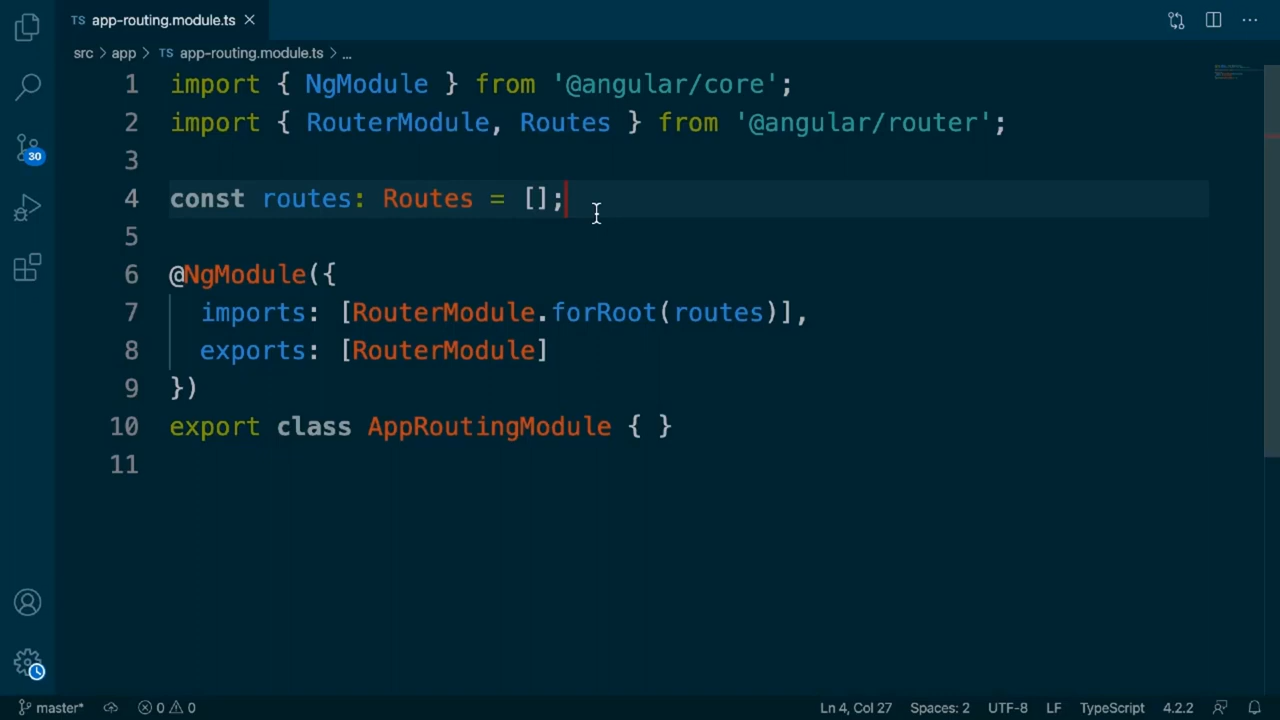 TS app-routing.module.ts ×
src > app > TS app-routing.module.ts > ...
1 import { NgModule } from '@angular/core';
2 import { RouterModule, Routes } from '@angular/router';
3
4 const routes: Routes = [];
5
6 @NgModule({
7   imports: [RouterModule.forRoot(routes)],
8   exports: [RouterModule]
9 })
10 export class AppRoutingModule { }
11
30
master* 0 0 Ln 4, Col 27 Spaces: 2 UTF-8 LF TypeScript 4.2.2